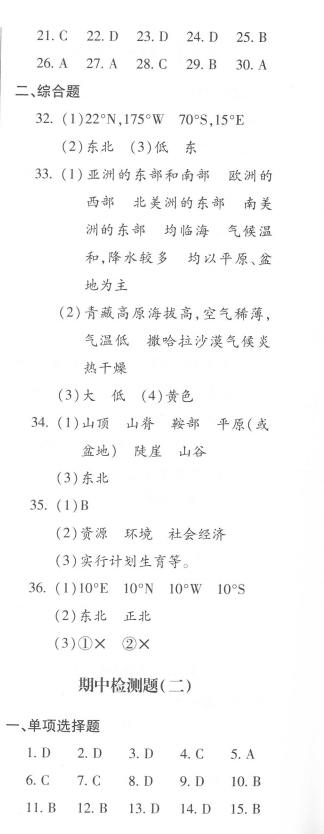 21. C 22. D 23. D 24. D 25. B
26. A 27. A 28. C 29. B 30. A
二、综合题
32. (1)22°N,175°W 70°S,15°E
(2)东北 (3)低 东
33. (1)亚洲的东部和南部 欧洲的
西部 北美洲的东部 南美
洲的东部 均临海 气候温
和,降水较多 均以平原、盆
地为主
(2)青藏高原海拔高,空气稀薄,
气温低 撒哈拉沙漠气候炎
热干燥
(3)大 低 (4)黄色
34. (1)山顶 山脊 鞍部 平原(或
盆地) 陡崖 山谷
(3)东北
35. (1)B
(2)资源 环境 社会经济
(3)实行计划生育等。
36. (1)10°E 10°N 10°W 10°S
(2)东北 正北
(3)①× ②×
期中检测题(二)
一、单项选择题
1. D 2. D 3. D 4. C 5. A
6. C 7. C 8. D 9. D 10. B
11. B 12. B 13. D 14. D 15. B